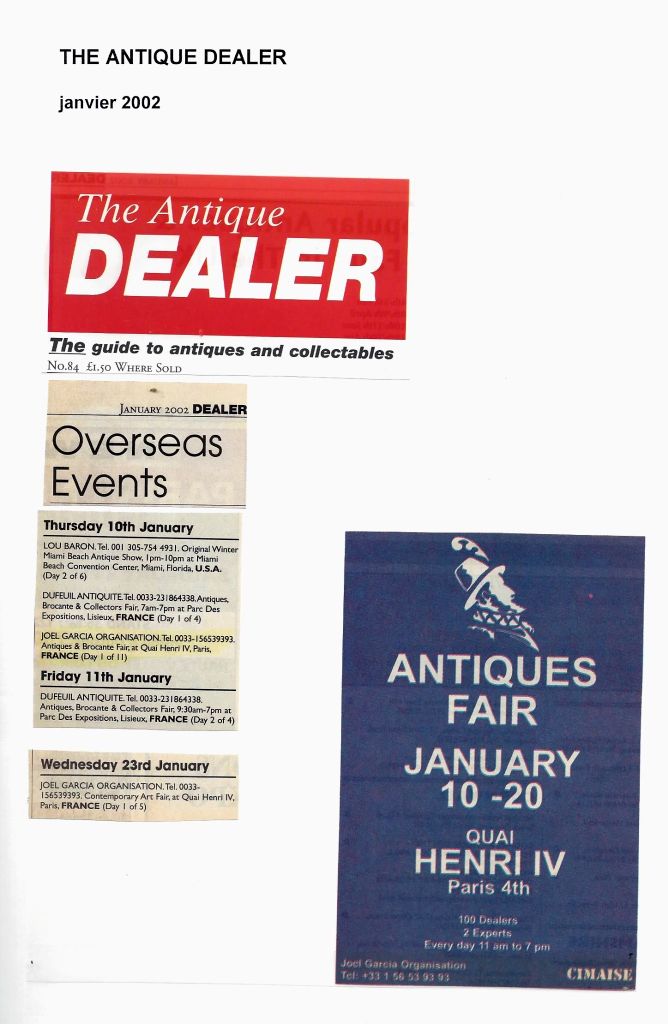 THE ANTIQUE DEALER
janvier 2002
The Antique
DEALER
The guide to antiques and collectables
No.84 £1.50 WHERE SOLD
JANUARY 2002 DEALER
Overseas
Events
Thursday 10th January
LOU BARON. Tel. 001 305-754 4931. Original Winter
Miami Beach Antique Show, 1pm-10pm at Miami
Beach Convention Center, Miami, Florida, U.S.A.
(Day 2 of 6)
DUFEUIL ANTIQUITE. Tel. 0033-231864338. Antiques,
Brocante & Collectors Fair, 7am-7pm at Parc Des
Expositions, Lisieux, FRANCE (Day 1 of 4)
JOEL GARCIA ORGANISATION. Tel. 0033-156539393.
Antiques & Brocante Fair, at Quai Henri IV, Paris,
FRANCE (Day 1 of 11)
Friday 11th January
DUFEUIL ANTIQUITE. Tel. 0033-231864338.
Antiques, Brocante & Collectors Fair, 9:30am-7pm at
Parc Des Expositions, Lisieux, FRANCE (Day 2 of 4)
Wednesday 23rd January
JOEL GARCIA ORGANISATION. Tel. 0033-
156539393. Contemporary Art Fair, at Quai Henri IV,
Paris, FRANCE (Day 1 of 5)
ANTIQUES
FAIR
JANUARY
10 -20
QUAI
HENRI IV
Paris 4th
100 Dealers
2 Experts
Every day 11 am to 7 pm
Joel Garcia Organisation
Tel: +33 1 56 53 93 93
CIMAISE